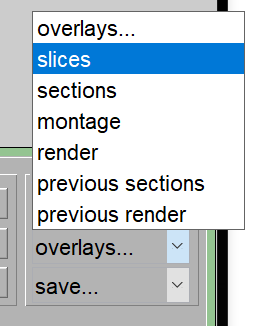 overlays...
slices
sections
montage
render
previous sections
previous render
overlays...
save...